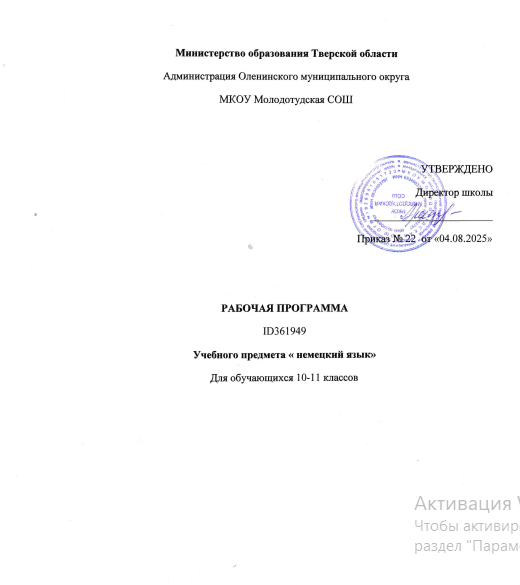 Министерство образования Тверской области
Администрация Оленинского муниципального округа
МКОУ Молодотудская СОШ
УТВЕРЖДЕНО
Директор школы
Приказ № 22 от «04.08.2025»
РАБОЧАЯ ПРОГРАММА
ID361949
Учебного предмета « немецкий язык»
Для обучающихся 10-11 классов
Активация
Чтобы активир
раздел "Парам